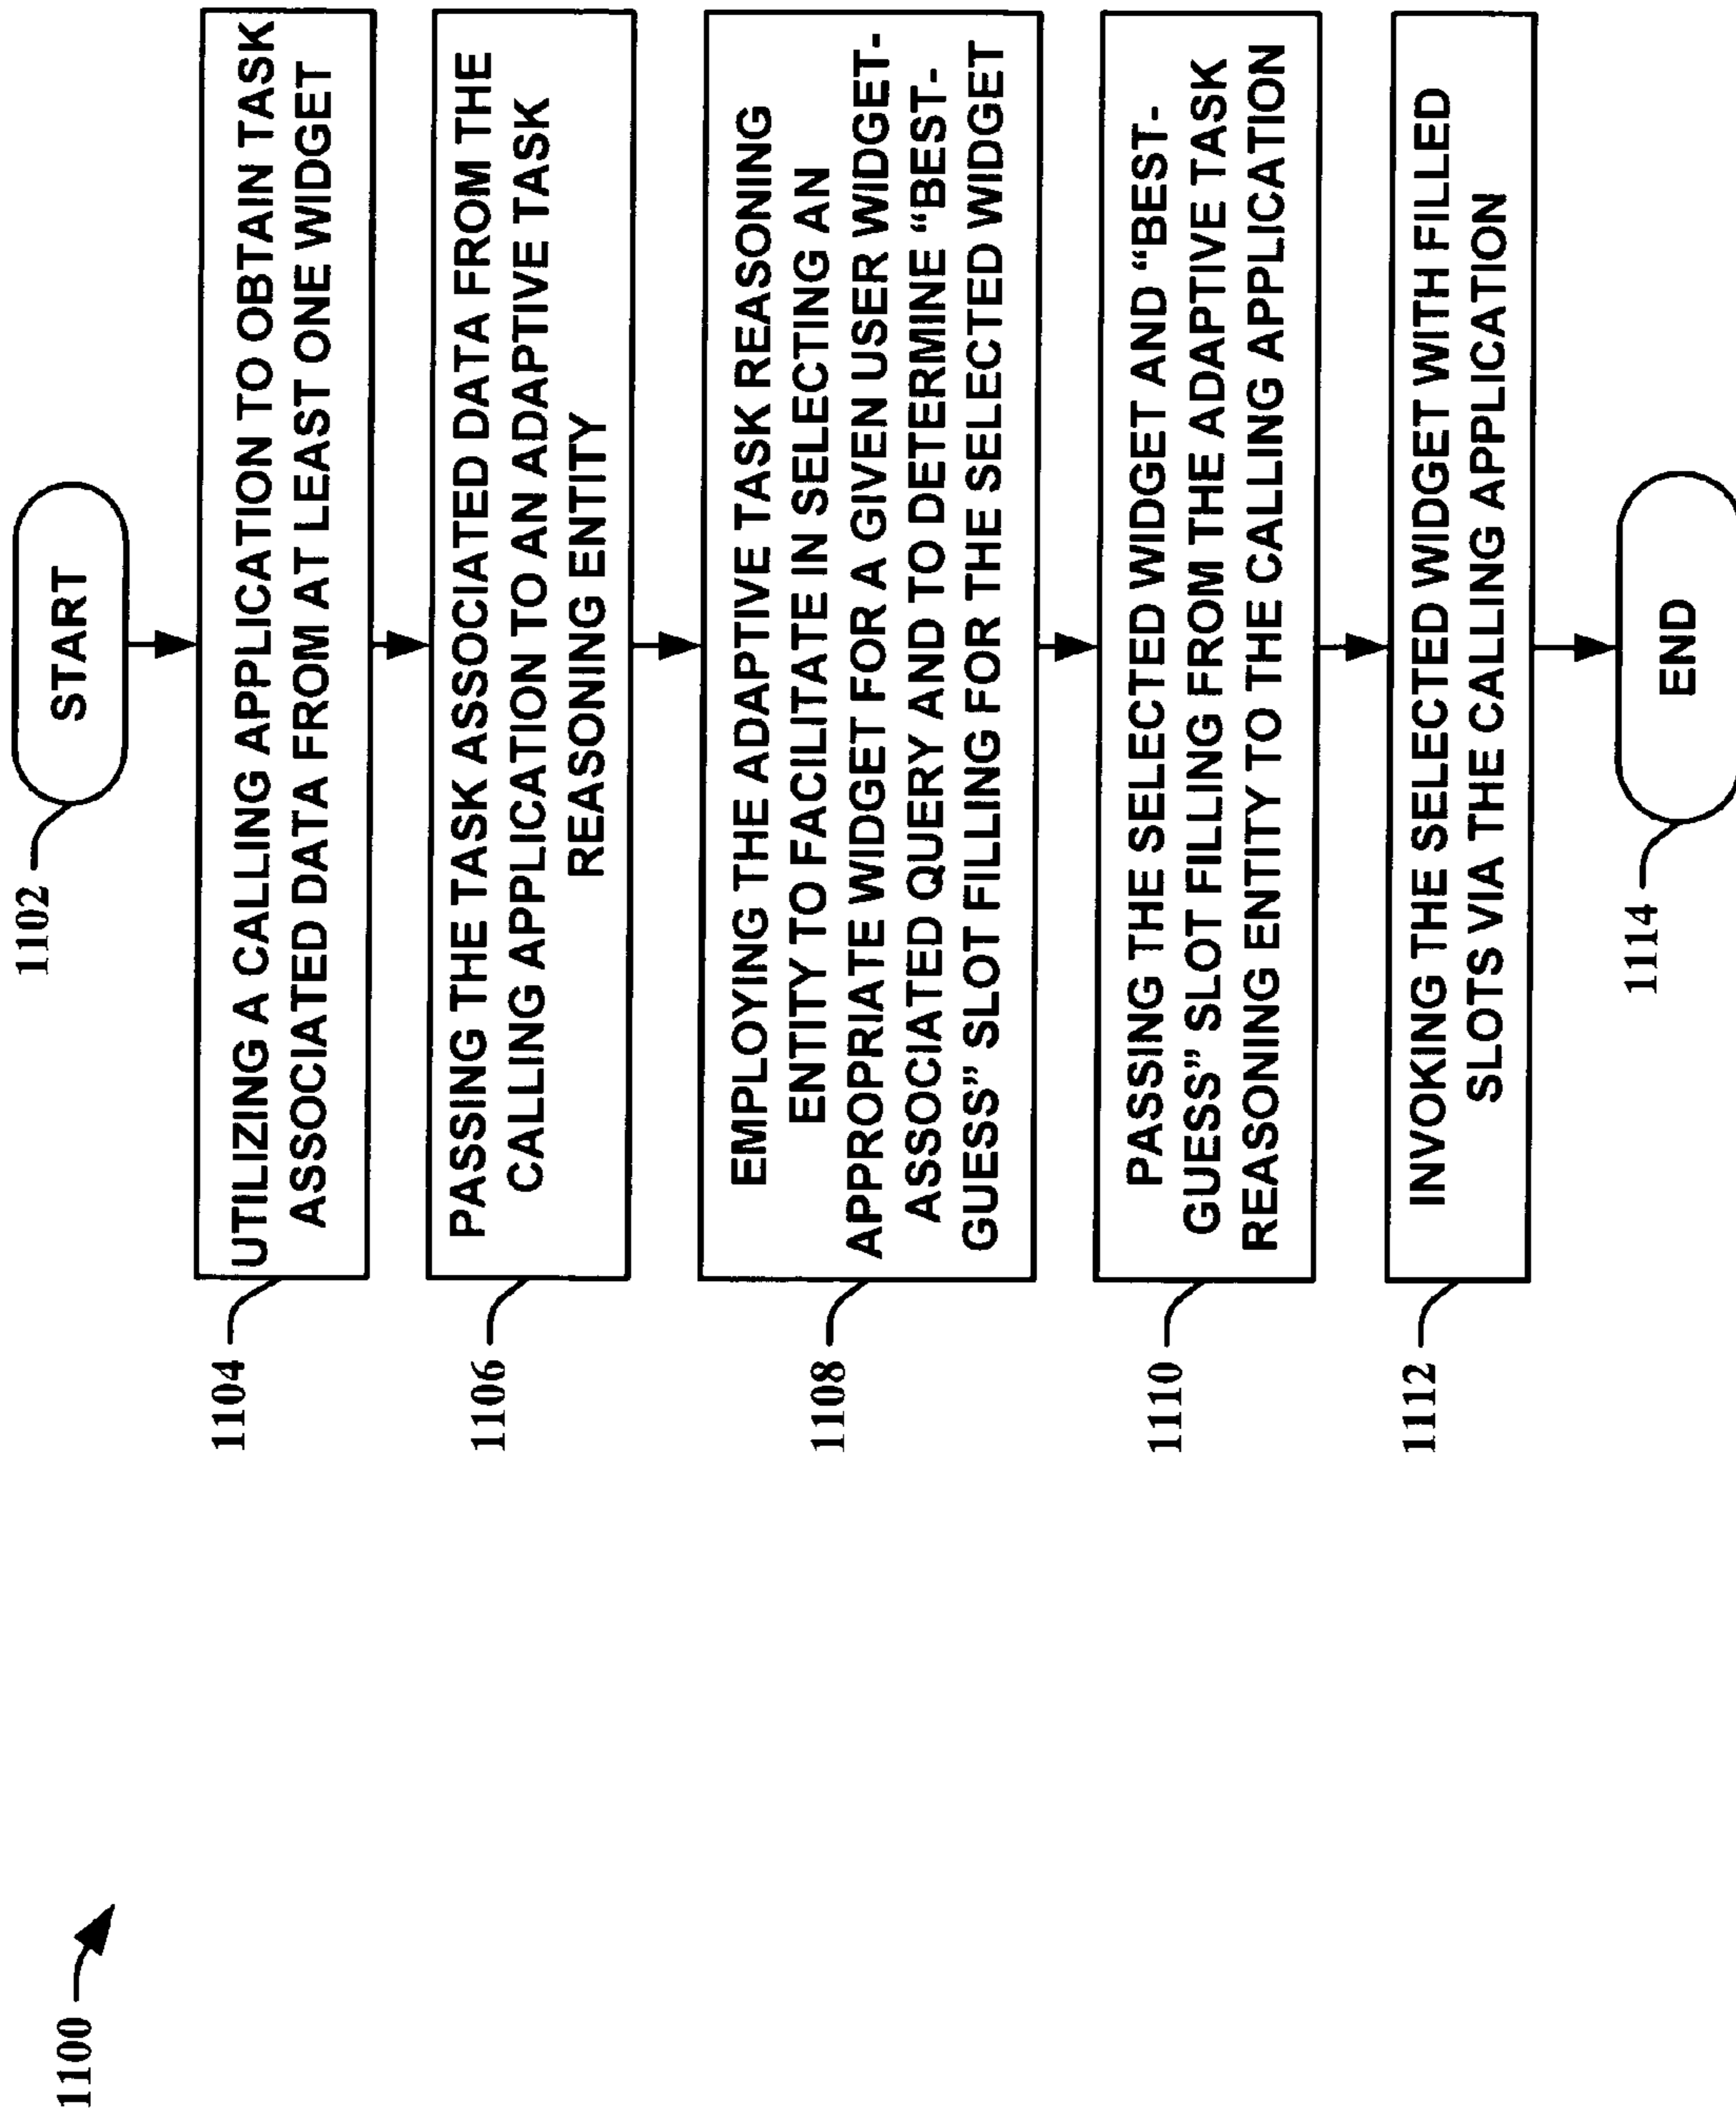 1100
START
1102
UTILIZING A CALLING APPLICATION TO OBTAIN TASK
ASSOCIATED DATA FROM AT LEAST ONE WIDGET
1104
PASSING THE TASK ASSOCIATED DATA FROM THE
CALLING APPLICATION TO AN ADAPTIVE TASK
REASONING ENTITY
1106
EMPLOYING THE ADAPTIVE TASK REASONING
ENTITY TO FACILITATE IN SELECTING AN
APPROPRIATE WIDGET FOR A GIVEN USER WIDGET-
ASSOCIATED QUERY AND TO DETERMINE “BEST-
GUESS” SLOT FILLING FOR THE SELECTED WIDGET
1108
PASSING THE SELECTED WIDGET AND “BEST-
GUESS” SLOT FILLING FROM THE ADAPTIVE TASK
REASONING ENTITY TO THE CALLING APPLICATION
1110
INVOKING THE SELECTED WIDGET WITH FILLED
SLOTS VIA THE CALLING APPLICATION
1112
END
1114